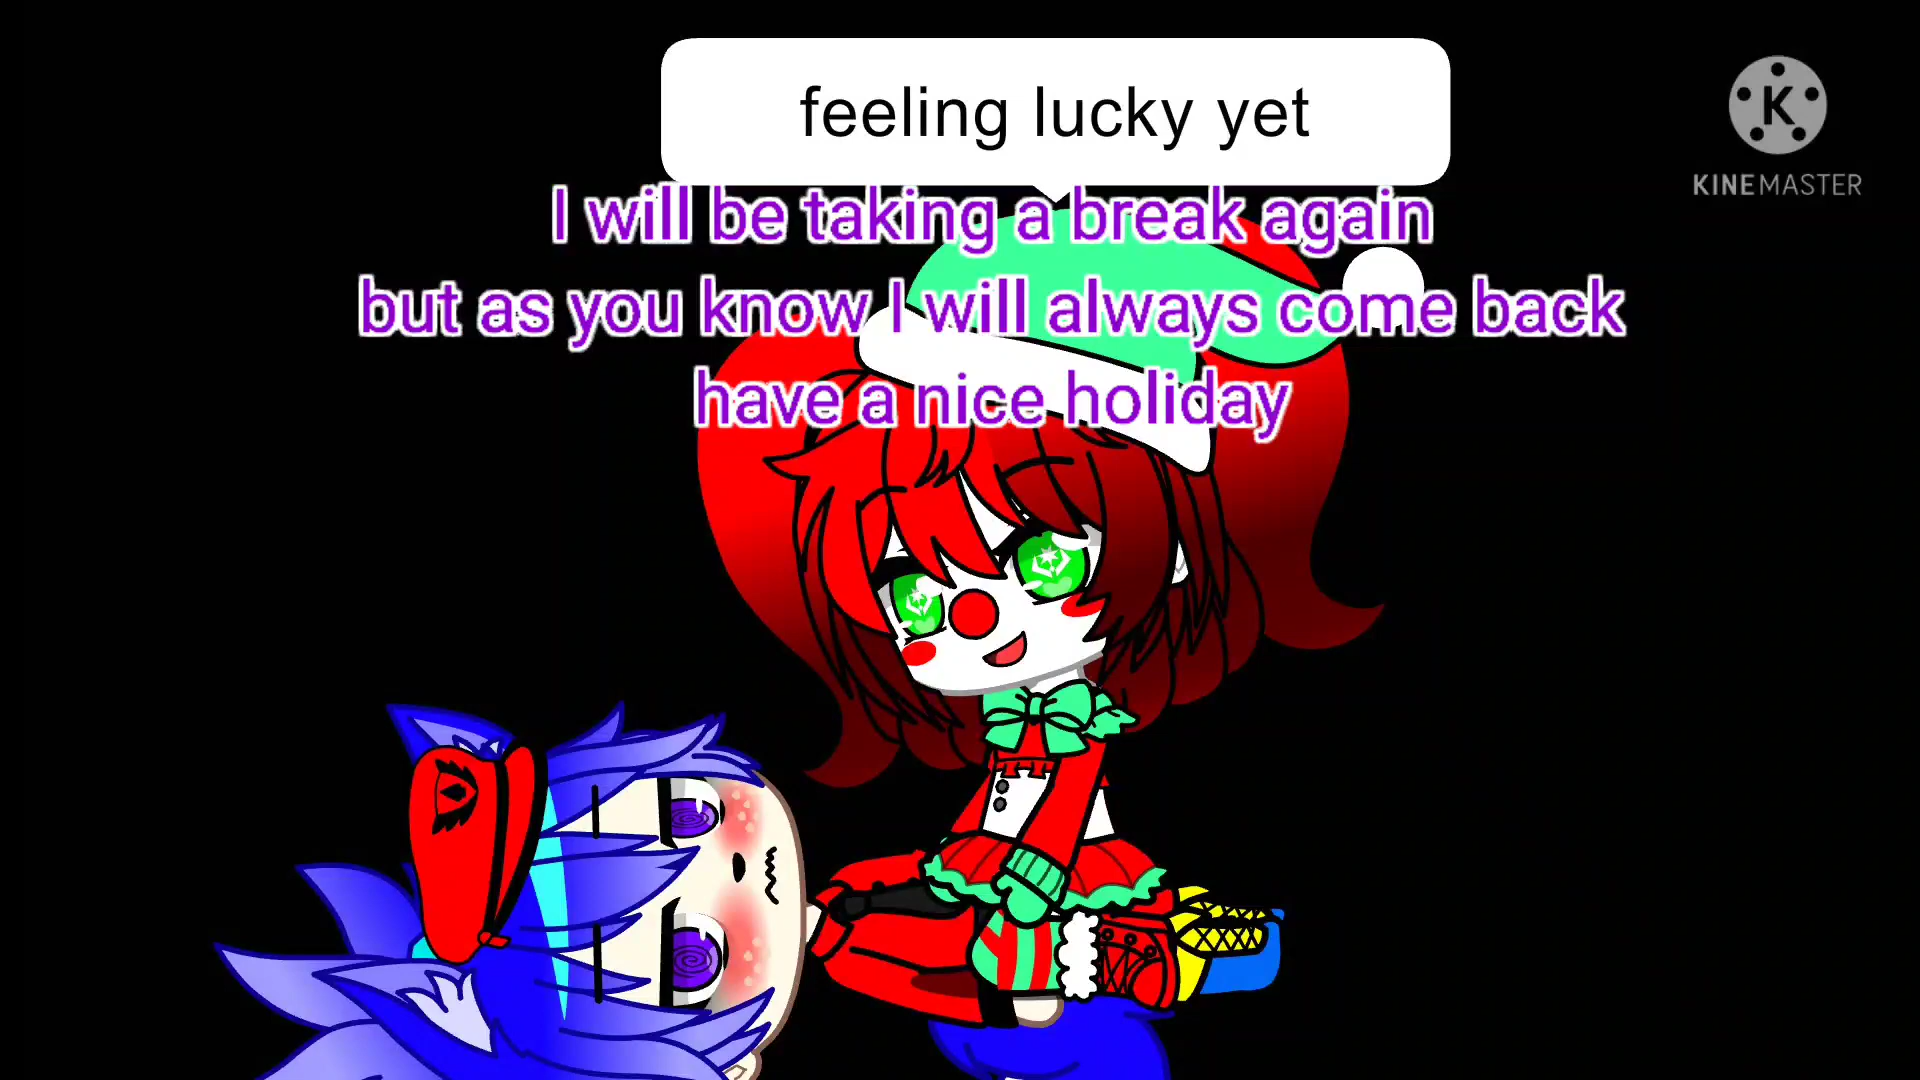 feeling lucky yet
I will be taking a break again
but as you know I will always come back
have a nice holiday
K
KINEMASTER